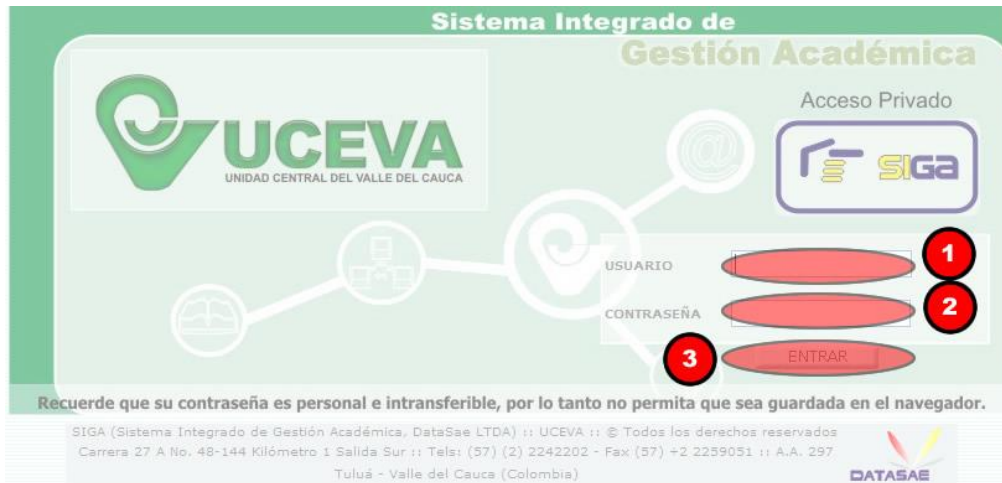 Sistema Integrado de
Gestión Académica
Acceso Privado
UCEVA
UNIDAD CENTRAL DEL VALLE DEL CAUCA
SIGa
USUARIO
1
CONTRASEÑA
2
3
ENTRAR
Recuerde que su contraseña es personal e intransferible, por lo tanto no permita que sea guardada en el navegador.
SIGA (Sistema Integrado de Gestión Académica, DataSae LTDA) :: UCEVA :: © Todos los derechos reservados
Carrera 27 A No. 48-144 Kilómetro 1 Salida Sur :: Tels: (57) (2) 2242202 - Fax (57) +2 2259051 :: A.A. 297
Tuluá - Valle del Cauca (Colombia)
DATASAE